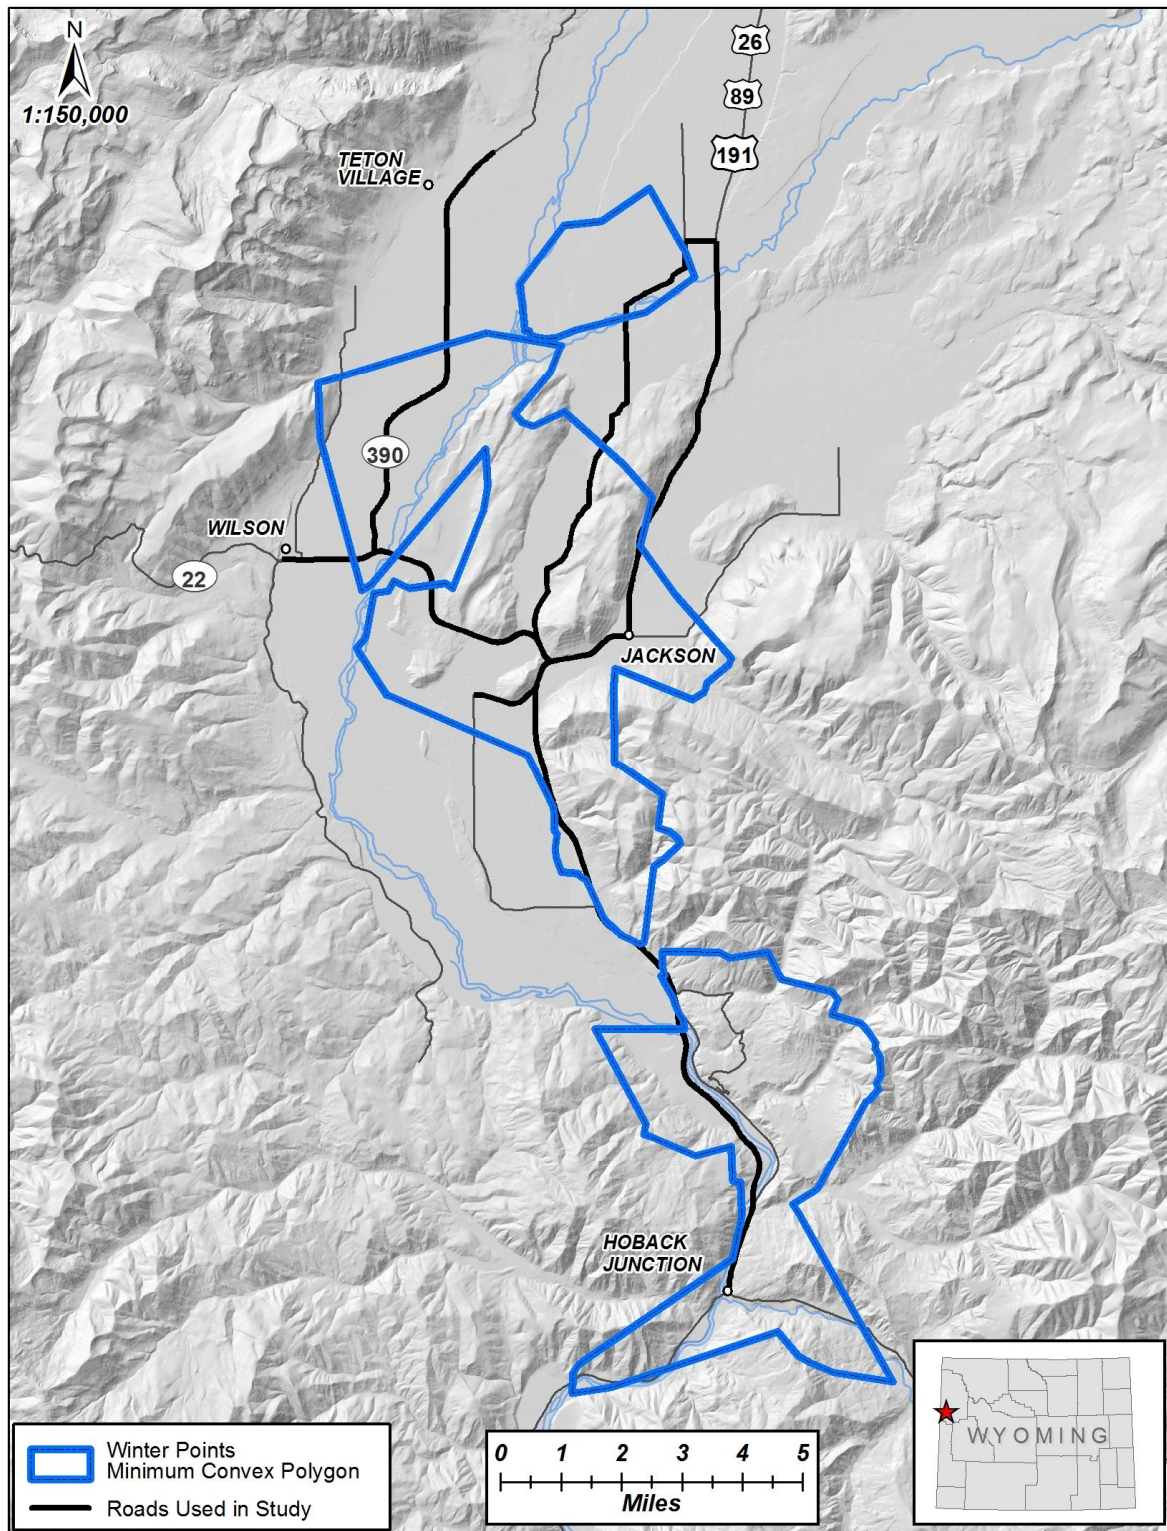 N
1:150,000
26
89
191
TETON
VILLAGE
390
WILSON
22
JACKSON
HOBACK
JUNCTION
Winter Points
Minimum Convex Polygon
Roads Used in Study
0 1 2 3 4 5
Miles
WYOMING